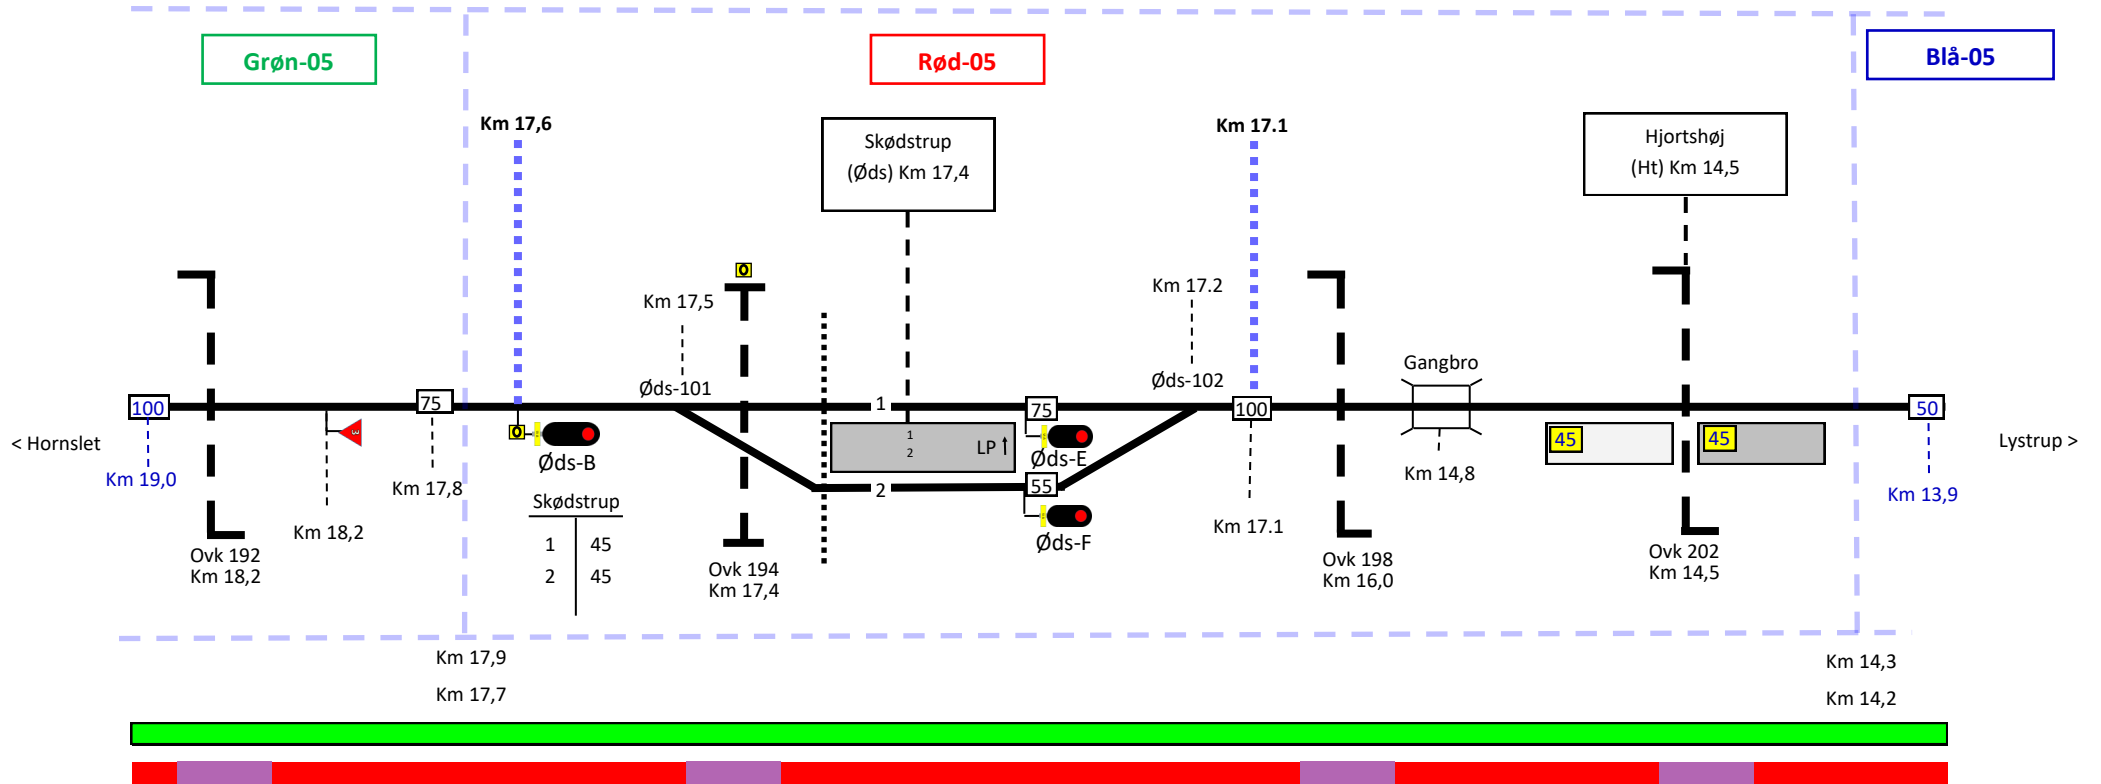 Grøn-05
Rød-05
Blå-05
Km 17,6
Skødstrup
(Øds) Km 17,4
Km 17.1
Hjortshøj
(Ht) Km 14,5
O
Km 17,5
Km 17.2
Øds-101
Øds-102
Gangbro
100
75
1
75
100
50
< Hornslet
3
O
Øds-B
1
2
LP ↑
Øds-E
45
45
Lystrup >
Km 19,0
Km 17,8
2
55
Km 14,8
Km 13,9
Km 18,2
Skødstrup
1 45
2 45
Øds-F
Km 17.1
Ovk 192
Km 18,2
Ovk 194
Km 17,4
Ovk 198
Km 16,0
Ovk 202
Km 14,5
Km 17,9
Km 17,7
Km 14,3
Km 14,2